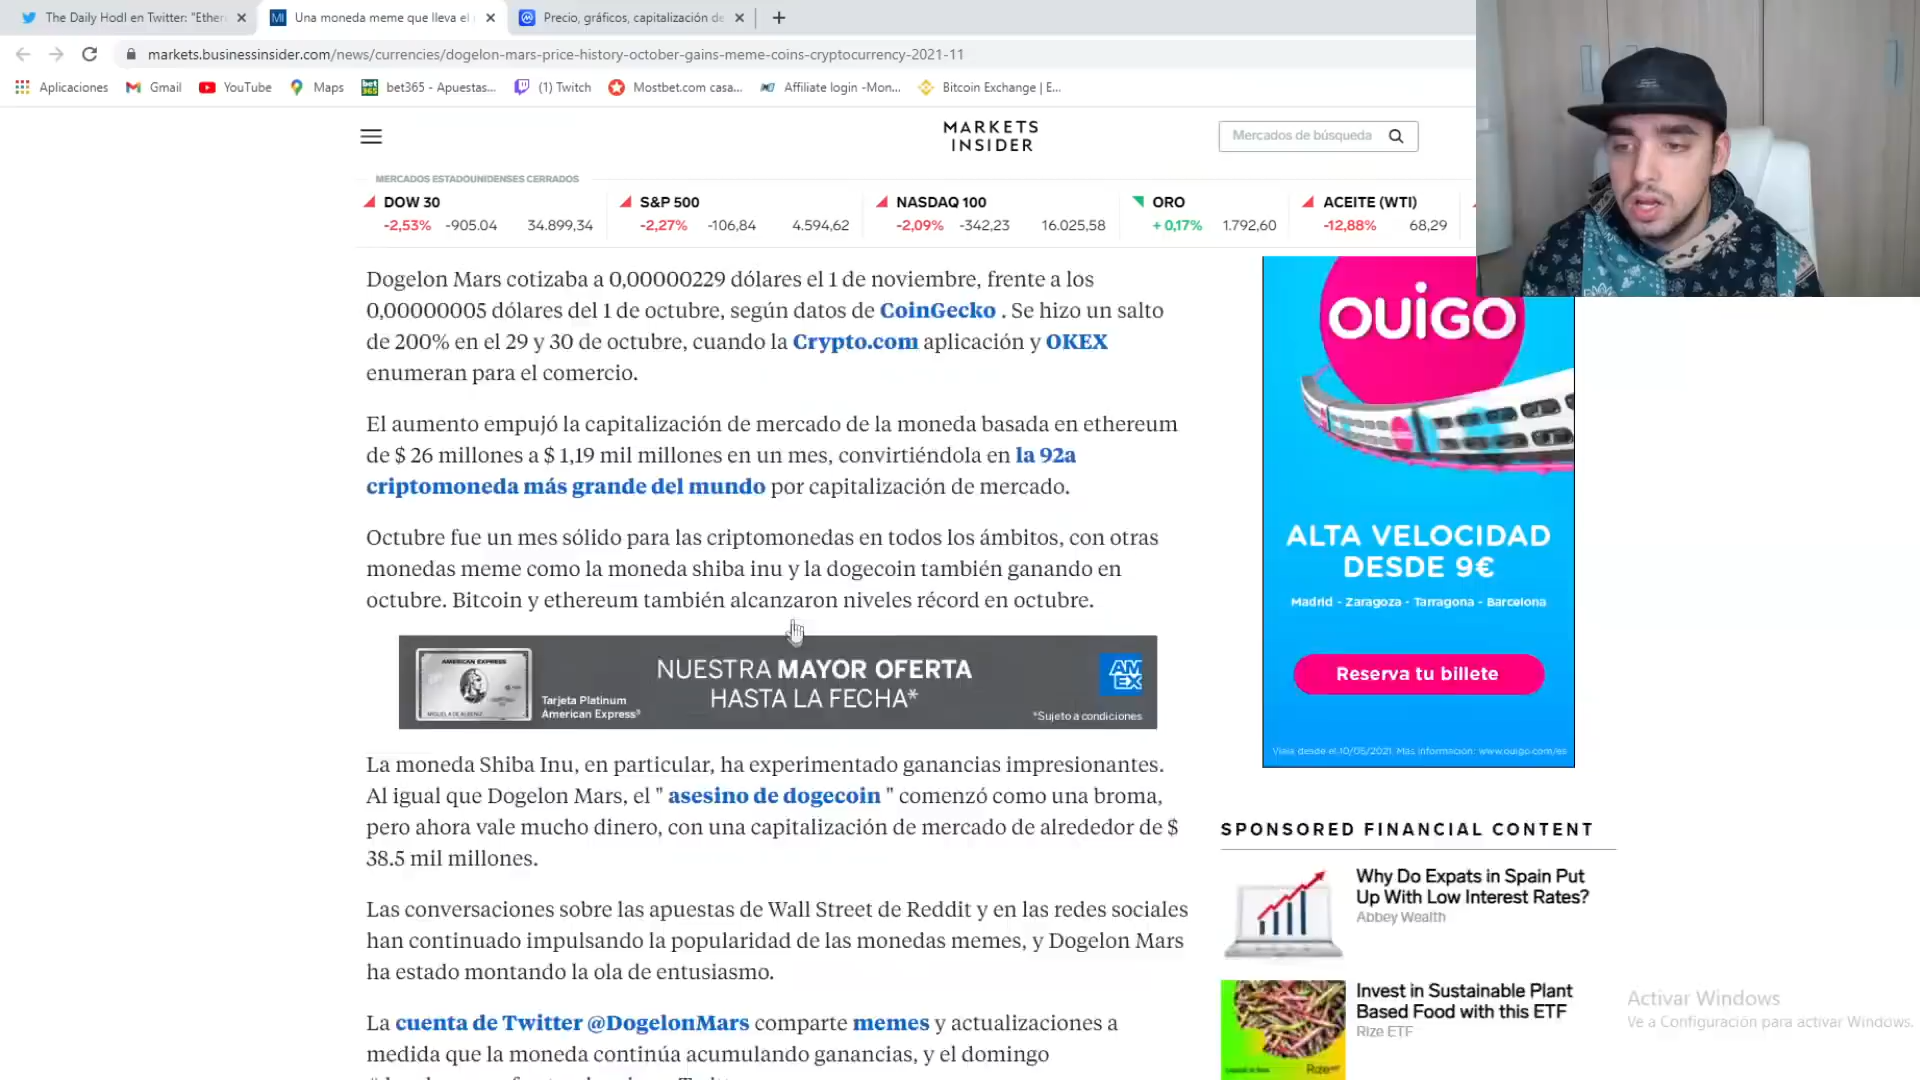 The Daily Hodl en Twitter: "Ether
Una moneda meme que lleva el
Precio, gráficos, capitalización de
markets.businessinsider.com/news/currencies/dogelon-mars-price-history-october-gains-meme-coins-cryptocurrency-2021-11
Aplicaciones
Gmail
YouTube
Maps
bet365 - Apuestas...
(1) Twitch
Mostbet.com casa...
Affiliate login -Mon...
Bitcoin Exchange | E...
MARKETS
INSIDER
Mercados de búsqueda
MERCADOS ESTADOUNIDENSES CERRADOS
DOW 30
-2,53% -905.04 34.899,34
S&P 500
-2,27% -106,84 4.594,62
NASDAQ 100
-2,09% -342,23 16.025,58
ORO
+ 0,17% 1.792,60
ACEITE (WTI)
-12,88% 68,29
Dogelon Mars cotizaba a 0,00000229 dólares el 1 de noviembre, frente a los
0,00000005 dólares del 1 de octubre, según datos de CoinGecko . Se hizo un salto
de 200% en el 29 y 30 de octubre, cuando la Crypto.com aplicación y OKEX
enumeran para el comercio.
El aumento empujó la capitalización de mercado de la moneda basada en ethereum
de $ 26 millones a $ 1,19 mil millones en un mes, convirtiéndola en la 92a
criptomoneda más grande del mundo por capitalización de mercado.
Octubre fue un mes sólido para las criptomonedas en todos los ámbitos, con otras
monedas meme como la moneda shiba inu y la dogecoin también ganando en
octubre. Bitcoin y ethereum también alcanzaron niveles récord en octubre.
AMERICAN EXPRESS
Tarjeta Platinum
American Express®
NUESTRA MAYOR OFERTA
HASTA LA FECHA*
AM
EX
*Sujeto a condiciones
La moneda Shiba Inu, en particular, ha experimentado ganancias impresionantes.
Al igual que Dogelon Mars, el " asesino de dogecoin " comenzó como una broma,
pero ahora vale mucho dinero, con una capitalización de mercado de alrededor de $
38.5 mil millones.
Las conversaciones sobre las apuestas de Wall Street de Reddit y en las redes sociales
han continuado impulsando la popularidad de las monedas memes, y Dogelon Mars
ha estado montando la ola de entusiasmo.
La cuenta de Twitter @DogelonMars comparte memes y actualizaciones a
medida que la moneda continúa acumulando ganancias, y el domingo
OUIGO
ALTA VELOCIDAD
DESDE 9€
Madrid - Zaragoza - Tarragona - Barcelona
Reserva tu billete
Viaja desde el 10/05/2021. Más información: www.ouigo.com/es
SPONSORED FINANCIAL CONTENT
Why Do Expats in Spain Put
Up With Low Interest Rates?
Abbey Wealth
Invest in Sustainable Plant
Based Food with this ETF
Rize ETF
Activar Windows
Ve a Configuración para activar Windows.